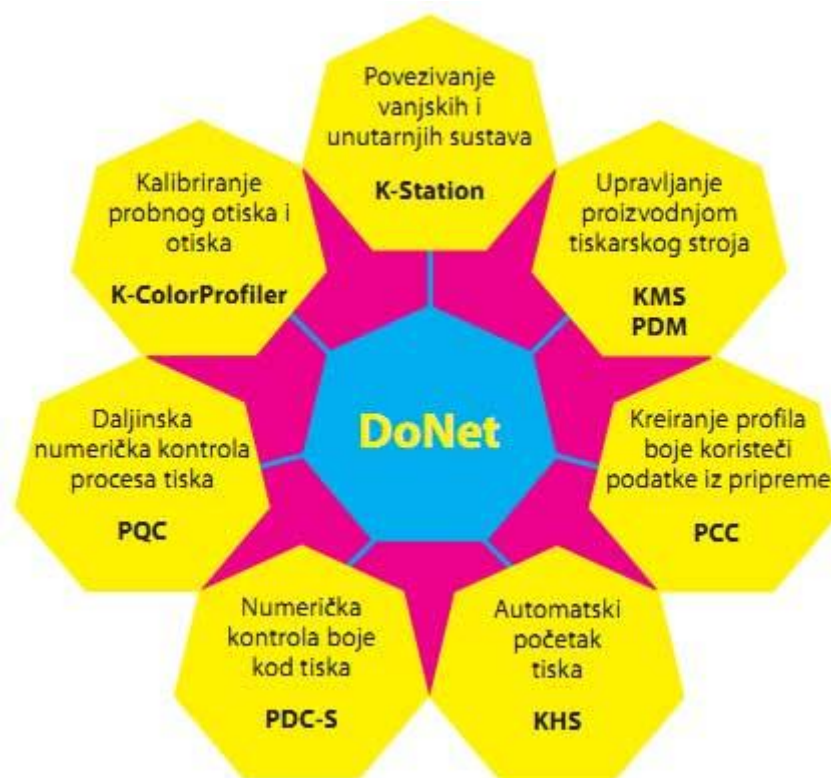 Povezivanje
vanjskih i
unutarnjih sustava
K-Station
Upravljanje
proizvodnjom
tiskarskog stroja
KMS
PDM
Kreiranje profila
boje koristeči
podatke iz pripreme
PCC
Automatski
početak
tiska
KHS
Numerička
kontrola boje
kod tiska
PDC-S
Daljinska
numerička kontrola
procesa tiska
PQC
Kalibriranje
probnog otiska i
otiska
K-ColorProfiler
DoNet